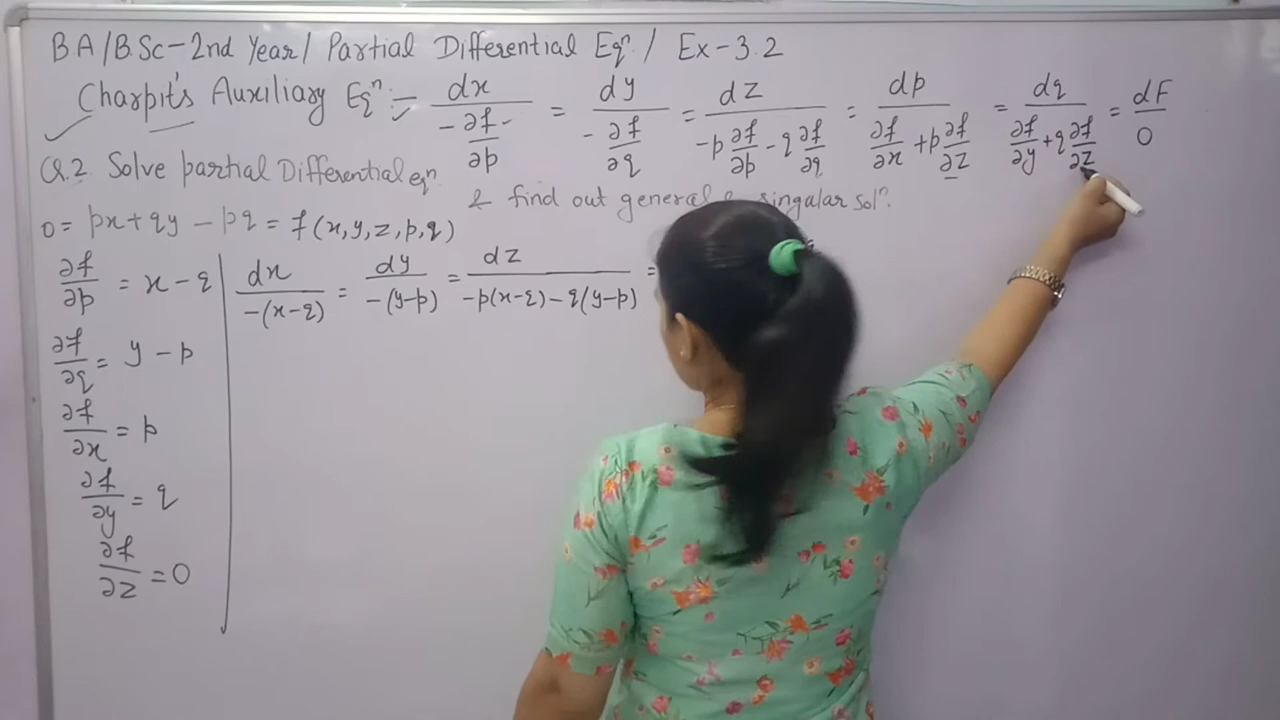 BA/B.Sc-2nd Year/ Partial Differential Eqⁿ/ Ex-3.2
Charpit's Auxiliary Eqⁿ:- dx/(-∂f/∂p) = dy/(-∂f/∂q) = dz/(-p ∂f/∂p - q ∂f/∂q) = dp/(∂f/∂x + p ∂f/∂z) = dq/(∂f/∂y + q ∂f/∂z) = dF/0
Q.2 Solve partial Differential eqⁿ
& find out general & singular solⁿ.
0 = px + qy - pq = f(x,y,z,p,q)
∂f/∂p = x - q
dx/-(x-q) = dy/-(y-p) = dz/-p(x-q)-q(y-p) =
∂f/∂q = y - p
∂f/∂x = p
∂f/∂y = q
∂f/∂z = 0